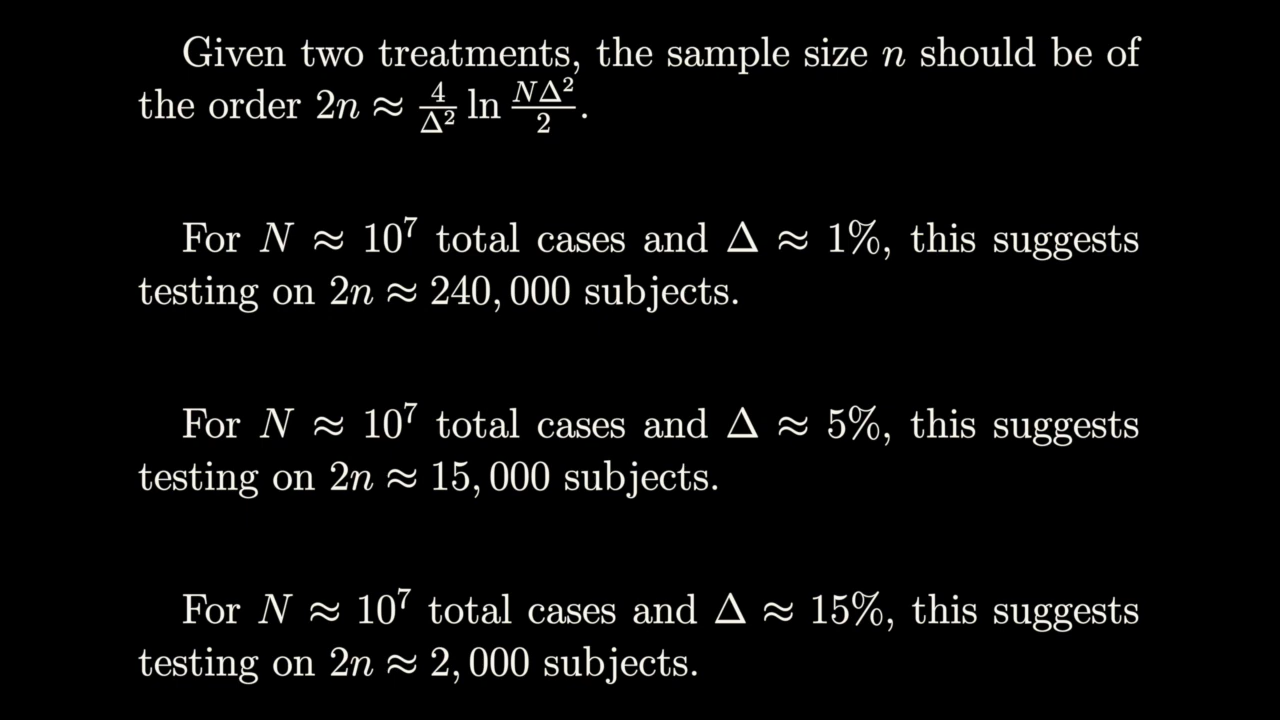 Given two treatments, the sample size n should be of
the order 2n ≈ 4/Δ² ln NΔ²/2.
For N ≈ 10⁷ total cases and Δ ≈ 1%, this suggests
testing on 2n ≈ 240, 000 subjects.
For N ≈ 10⁷ total cases and Δ ≈ 5%, this suggests
testing on 2n ≈ 15, 000 subjects.
For N ≈ 10⁷ total cases and Δ ≈ 15%, this suggests
testing on 2n ≈ 2, 000 subjects.